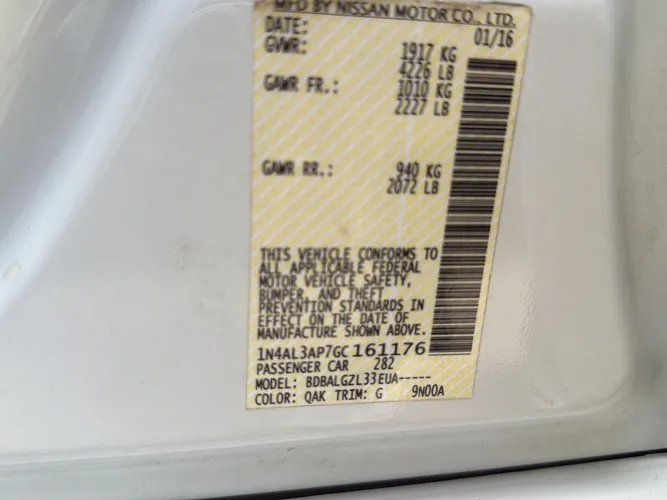 MFD BY NISSAN MOTOR CO., LTD.
DATE: 01/16
GVWR: 1917 KG
4226 LB
GAWR FR.: 1010 KG
2227 LB
GAWR RR.: 940 KG
2072 LB
THIS VEHICLE CONFORMS TO
ALL APPLICABLE FEDERAL
MOTOR VEHICLE SAFETY,
BUMPER, AND THEFT
PREVENTION STANDARDS IN
EFFECT ON THE DATE OF
MANUFACTURE SHOWN ABOVE.
1N4AL3AP7GC161176
PASSENGER CAR 282
MODEL: BDBALGZL33EUA-----
COLOR: QAK TRIM: G 9N00A